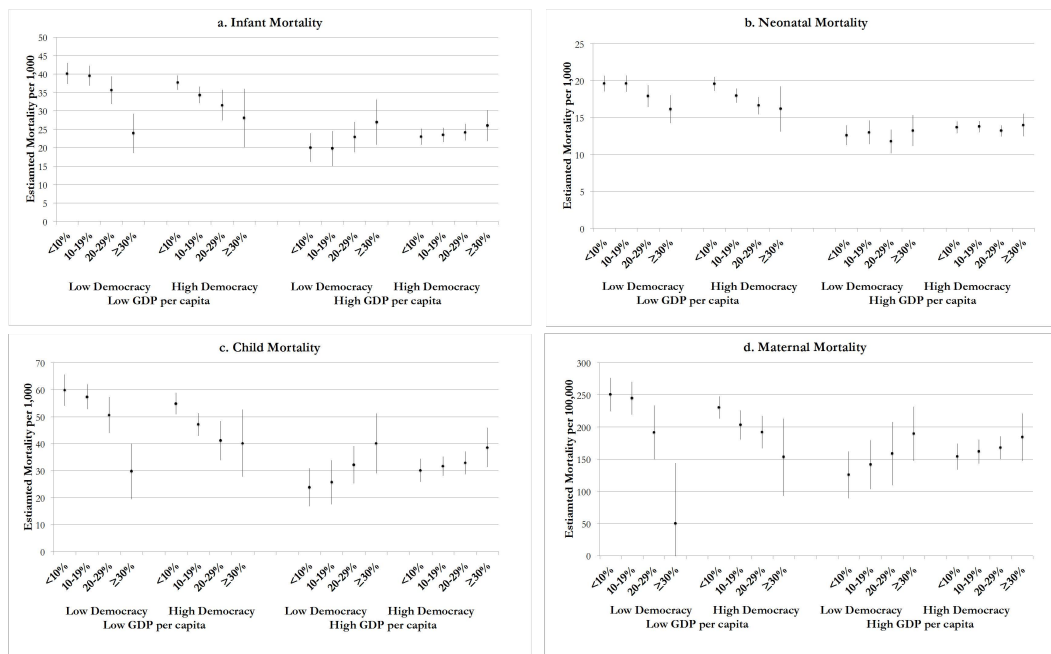 a. Infant Mortality
Estiamted Mortality per 1,000
50
45
40
35
30
25
20
15
10
5
0
<10% 10-19% 20-29% ≥30% <10% 10-19% 20-29% ≥30% <10% 10-19% 20-29% ≥30% <10% 10-19% 20-29% ≥30%
Low Democracy High Democracy Low Democracy High Democracy
Low GDP per capita High GDP per capita
b. Neonatal Mortality
Estiamted Mortality per 1,000
25
20
15
10
5
0
<10% 10-19% 20-29% ≥30% <10% 10-19% 20-29% ≥30% <10% 10-19% 20-29% ≥30% <10% 10-19% 20-29% ≥30%
Low Democracy High Democracy Low Democracy High Democracy
Low GDP per capita High GDP per capita
c. Child Mortality
Estiamted Mortality per 1,000
70
60
50
40
30
20
10
0
<10% 10-19% 20-29% ≥30% <10% 10-19% 20-29% ≥30% <10% 10-19% 20-29% ≥30% <10% 10-19% 20-29% ≥30%
Low Democracy High Democracy Low Democracy High Democracy
Low GDP per capita High GDP per capita
d. Maternal Mortality
Estiamted Mortality per 100,000
300
250
200
150
100
50
0
<10% 10-19% 20-29% ≥30% <10% 10-19% 20-29% ≥30% <10% 10-19% 20-29% ≥30% <10% 10-19% 20-29% ≥30%
Low Democracy High Democracy Low Democracy High Democracy
Low GDP per capita High GDP per capita